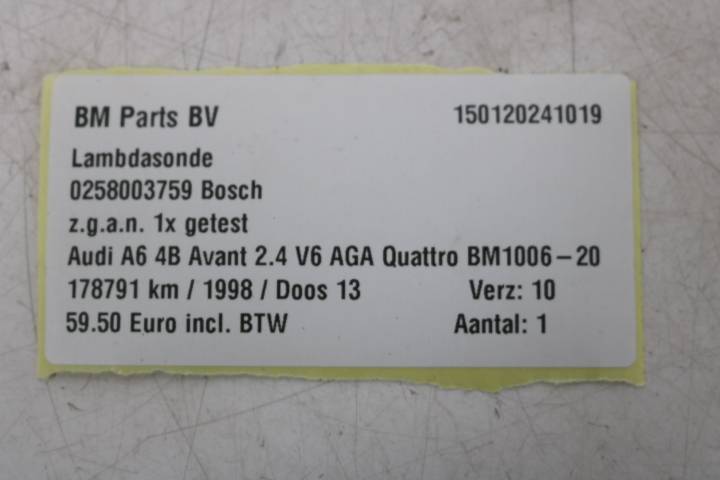 BM Parts BV 150120241019
Lambdasonde
0258003759 Bosch
z.g.a.n. 1x getest
Audi A6 4B Avant 2.4 V6 AGA Quattro BM1006-20
178791 km / 1998 / Doos 13 Verz: 10
59.50 Euro incl. BTW Aantal: 1